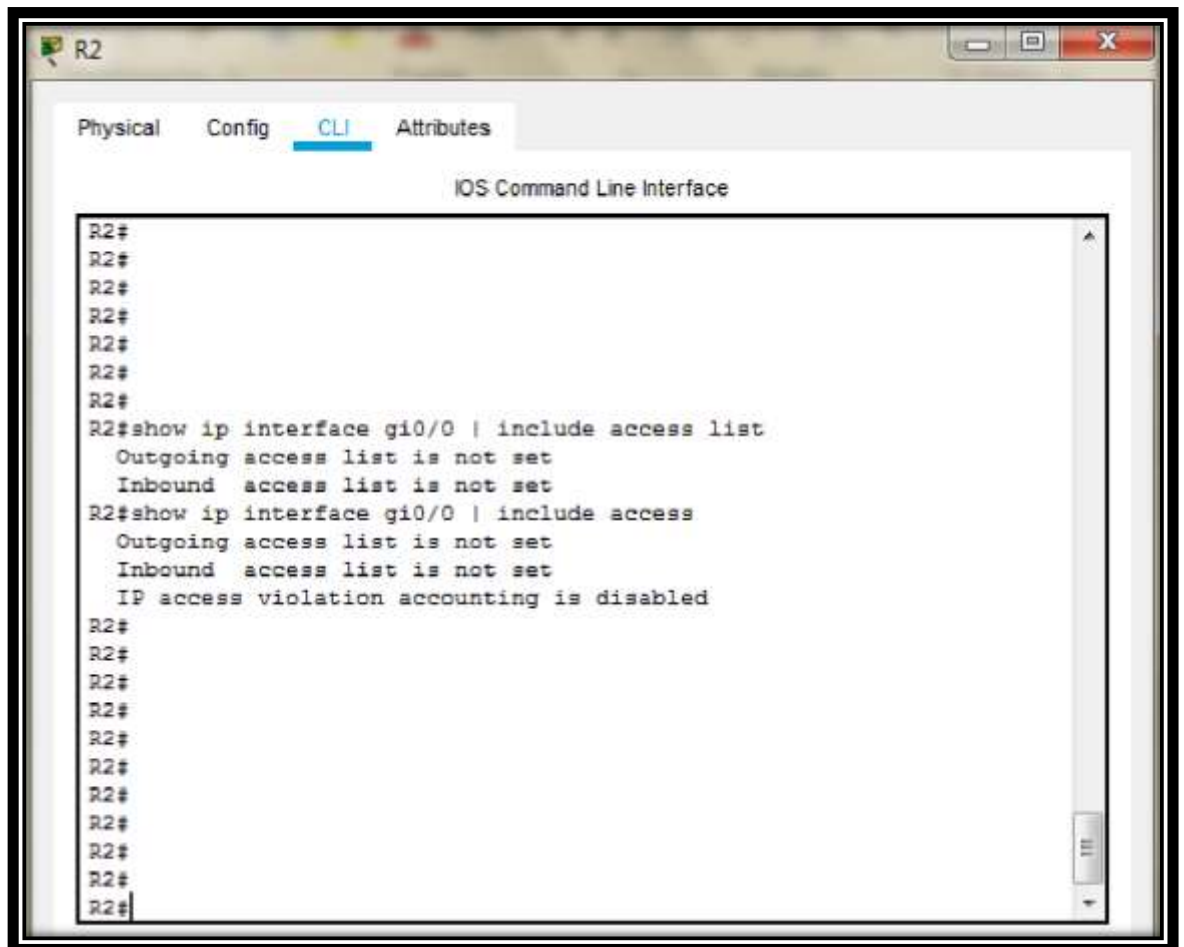 R2
Physical Config CLI Attributes
IOS Command Line Interface
R2#
R2#
R2#
R2#
R2#
R2#
R2#
R2#show ip interface gi0/0 | include access list
  Outgoing access list is not set
  Inbound  access list is not set
R2#show ip interface gi0/0 | include access
  Outgoing access list is not set
  Inbound  access list is not set
  IP access violation accounting is disabled
R2#
R2#
R2#
R2#
R2#
R2#
R2#
R2#
R2#
R2#
R2#